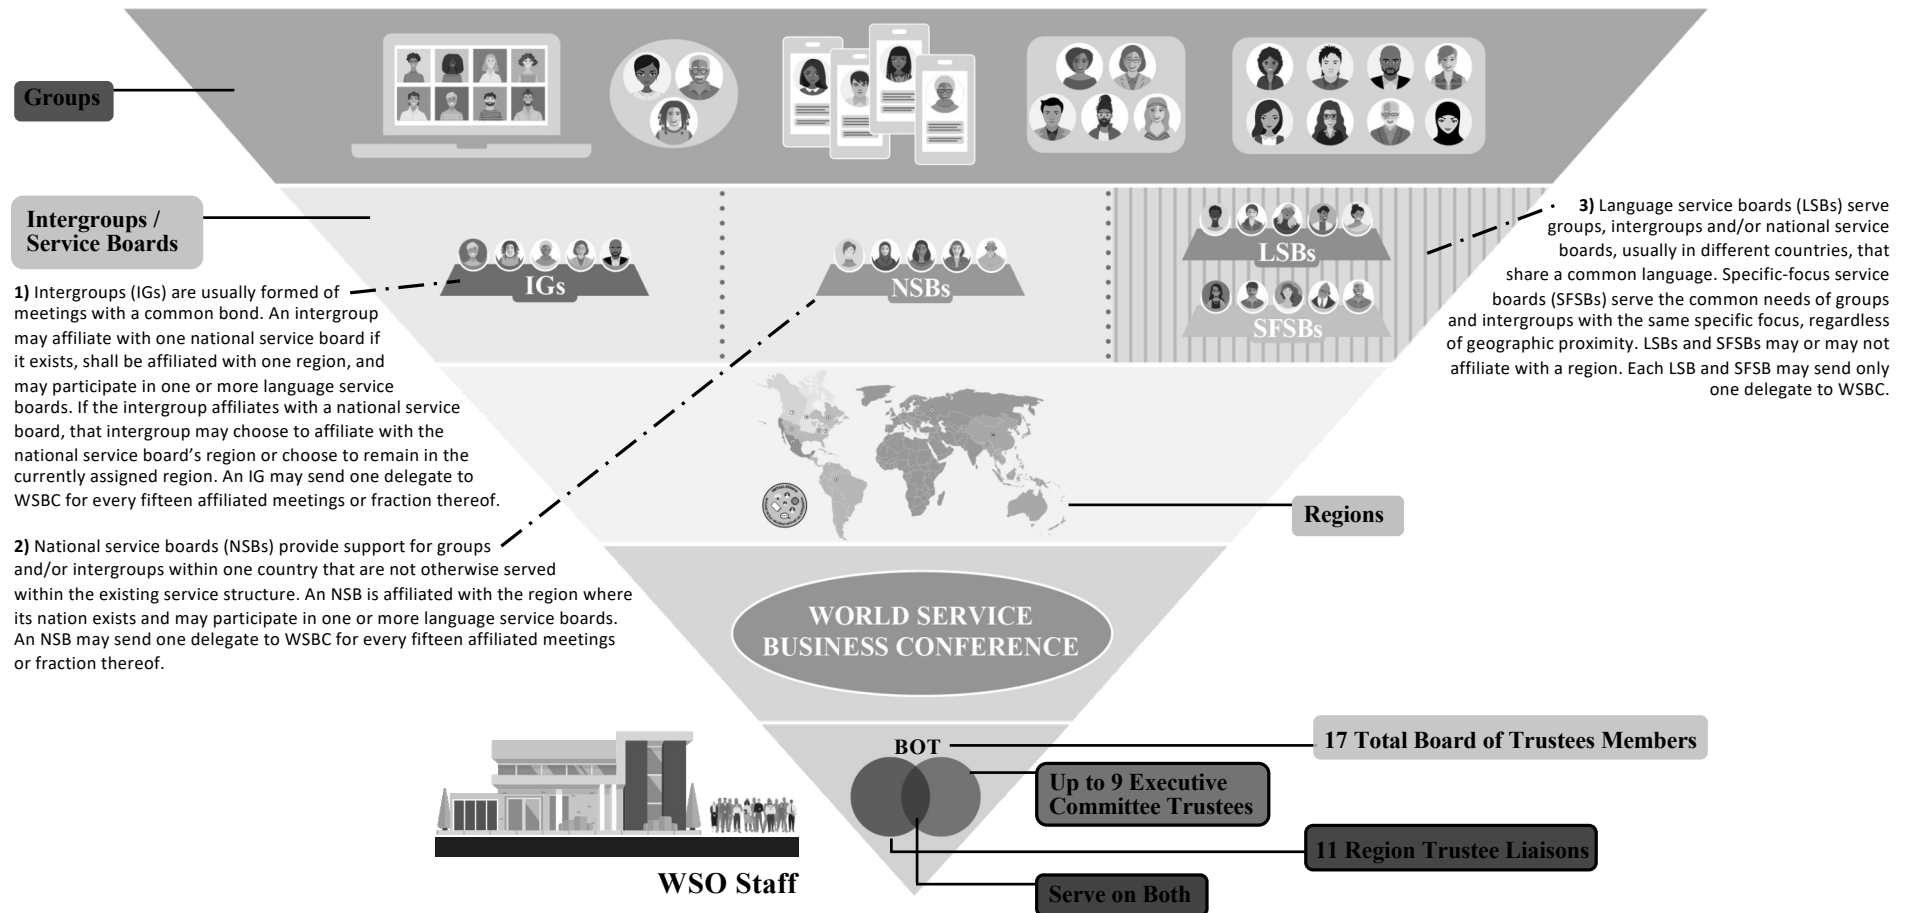 Groups
Intergroups /
Service Boards
1) Intergroups (IGs) are usually formed of
meetings with a common bond. An intergroup
may affiliate with one national service board if
it exists, shall be affiliated with one region, and
may participate in one or more language service
boards. If the intergroup affiliates with a national service
board, that intergroup may choose to affiliate with the
national service board’s region or choose to remain in the
currently assigned region. An IG may send one delegate to
WSBC for every fifteen affiliated meetings or fraction thereof.
2) National service boards (NSBs) provide support for groups
and/or intergroups within one country that are not otherwise served
within the existing service structure. An NSB is affiliated with the region where
its nation exists and may participate in one or more language service boards.
An NSB may send one delegate to WSBC for every fifteen affiliated meetings
or fraction thereof.
IGs
NSBs
LSBs
SFSBs
3) Language service boards (LSBs) serve
groups, intergroups and/or national service
boards, usually in different countries, that
share a common language. Specific-focus service
boards (SFSBs) serve the common needs of groups
and intergroups with the same specific focus, regardless
of geographic proximity. LSBs and SFSBs may or may not
affiliate with a region. Each LSB and SFSB may send only
one delegate to WSBC.
Regions
WORLD SERVICE
BUSINESS CONFERENCE
BOT
17 Total Board of Trustees Members
Up to 9 Executive
Committee Trustees
11 Region Trustee Liaisons
Serve on Both
WSO Staff